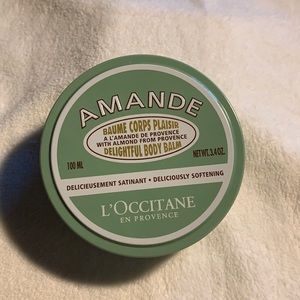 AMANDE
BAUME CORPS PLAISIR
A L'AMANDE DE PROVENCE
WITH ALMOND FROM PROVENCE
DELIGHTFUL BODY BALM
100 ML
NET WT. 3.4 OZ.
DELICIEUSEMENT SATINANT • DELICIOUSLY SOFTENING
L'OCCITANE
EN PROVENCE